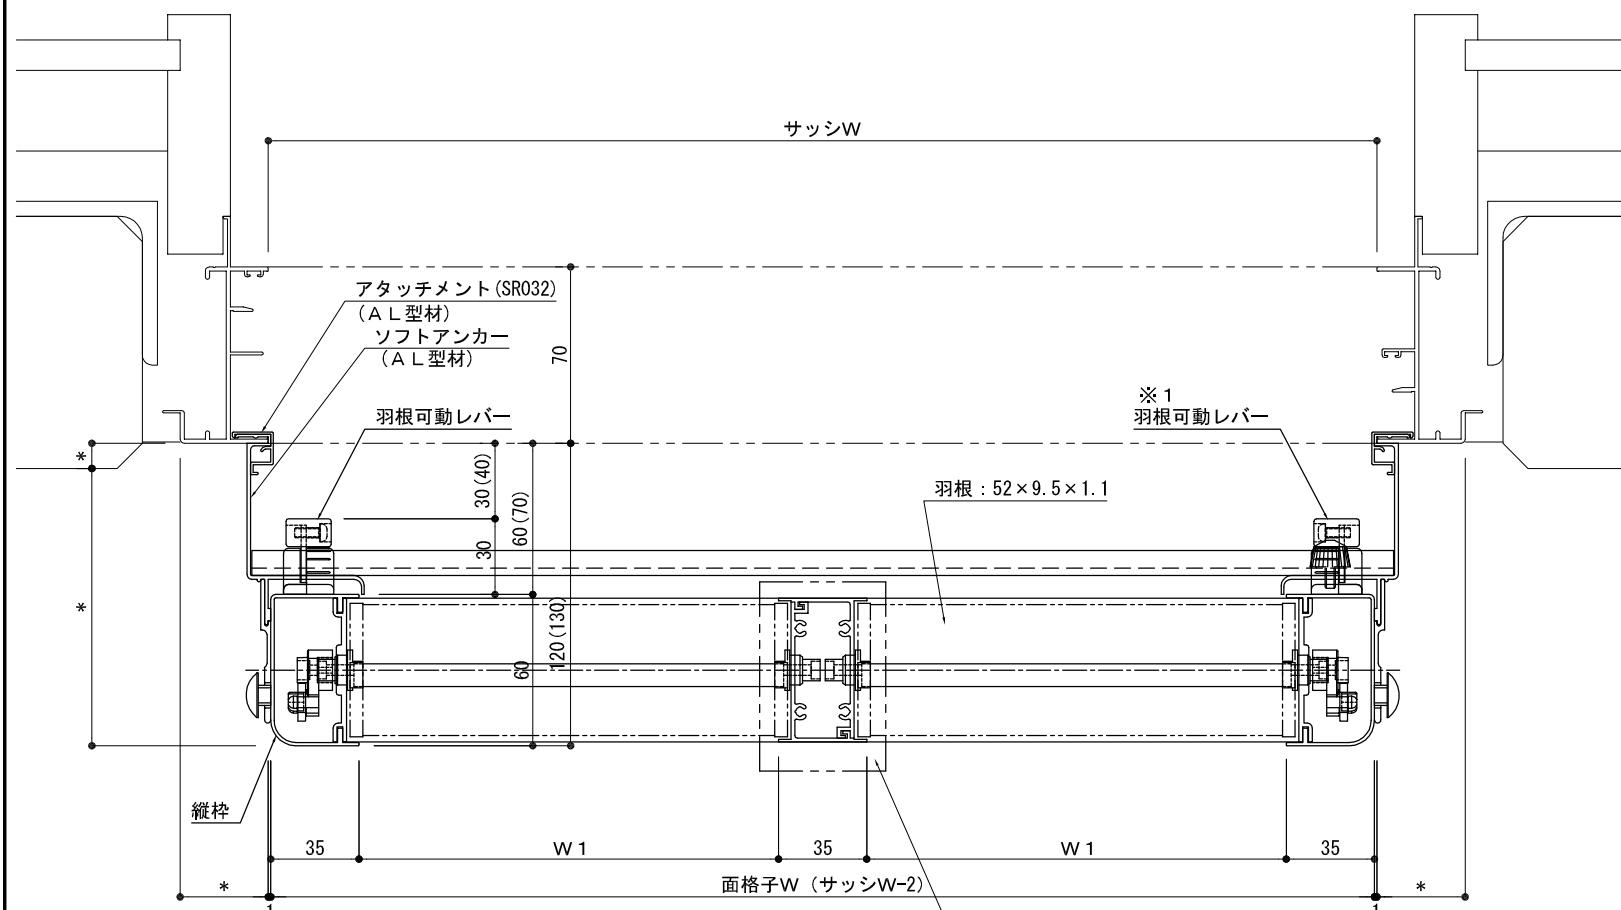 サッシW
アタッチメント(SR032)
(AL型材)
ソフトアンカー
(AL型材)
70
羽根可動レバー
※1
羽根可動レバー
*
30(40)
60(70)
羽根:52×9.5×1.1
30
*
120(130)
60
縦枠
35
W1
35
W1
35
*
面格子W (サッシW-2)
*
1
1